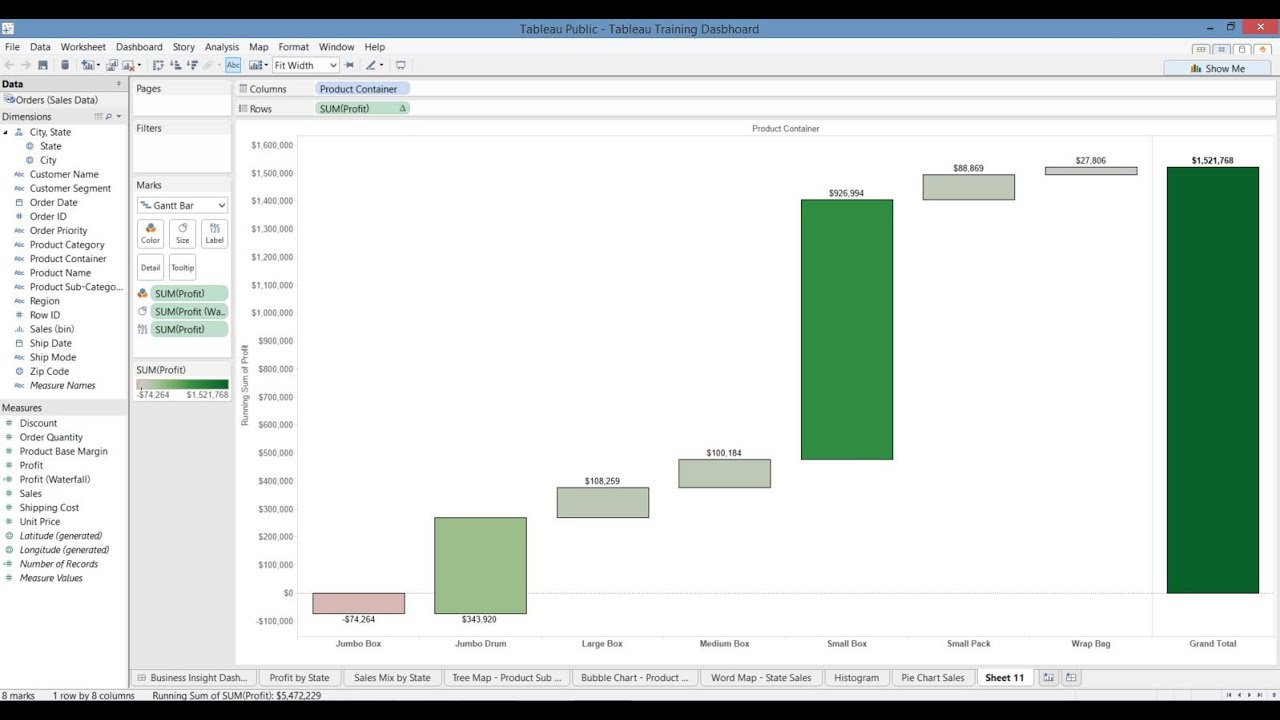 Tableau Public - Tableau Training Dasbhoard
File Data Worksheet Dashboard Story Analysis Map Format Window Help
Abc Fit Width
Show Me
Data
Orders (Sales Data)
Dimensions
City, State
State
City
Abc Customer Name
Abc Customer Segment
Order Date
# Order ID
Abc Order Priority
Abc Product Category
Abc Product Container
Abc Product Name
Abc Product Sub-Catego...
Abc Region
# Row ID
Sales (bin)
Ship Date
Abc Ship Mode
Zip Code
Abc Measure Names
Measures
# Discount
# Order Quantity
# Product Base Margin
# Profit
# Profit (Waterfall)
# Sales
# Shipping Cost
# Unit Price
Latitude (generated)
Longitude (generated)
# Number of Records
# Measure Values
Pages
Filters
Marks
Gantt Bar
Color Size Label
Detail Tooltip
SUM(Profit)
SUM(Profit (Wa..
SUM(Profit)
SUM(Profit)
-$74,264 $1,521,768
Columns Product Container
Rows SUM(Profit) Δ
Product Container
Running Sum of Profit
$1,600,000
$1,500,000
$1,400,000
$1,300,000
$1,200,000
$1,100,000
$1,000,000
$900,000
$800,000
$700,000
$600,000
$500,000
$400,000
$300,000
$200,000
$100,000
$0
-$100,000
-$74,264
$343,920
$108,259
$100,184
$926,994
$88,869
$27,806
$1,521,768
Jumbo Box Jumbo Drum Large Box Medium Box Small Box Small Pack Wrap Bag Grand Total
Business Insight Dash... Profit by State Sales Mix by State Tree Map - Product Sub ... Bubble Chart - Product ... Word Map - State Sales Histogram Pie Chart Sales Sheet 11
8 marks 1 row by 8 columns Running Sum of SUM(Profit): $5,472,229